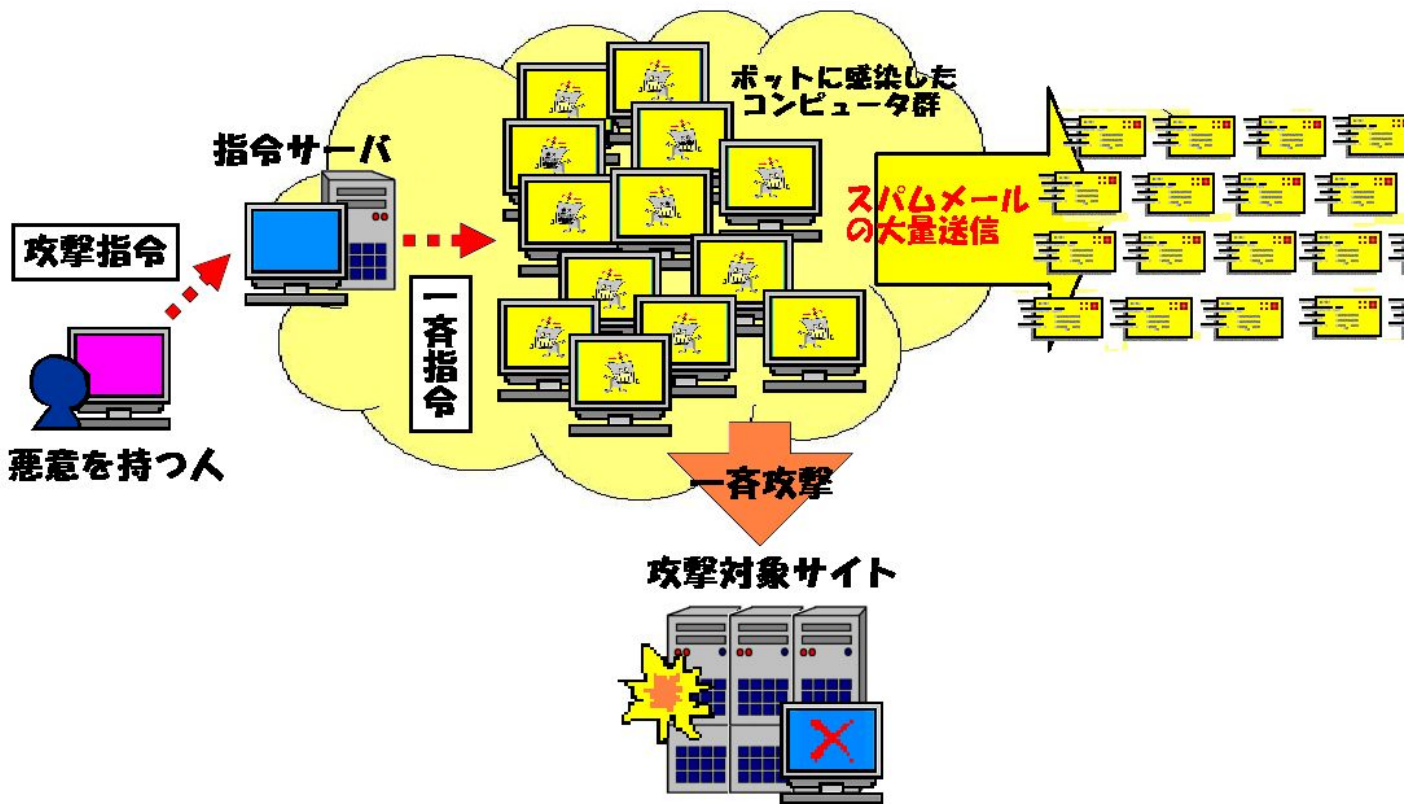 ボットに感染した
コンピュータ群
指令サーバ
攻撃指令
スパムメール
の大量送信
一斉指令
悪意を持つ人
一斉攻撃
攻撃対象サイト